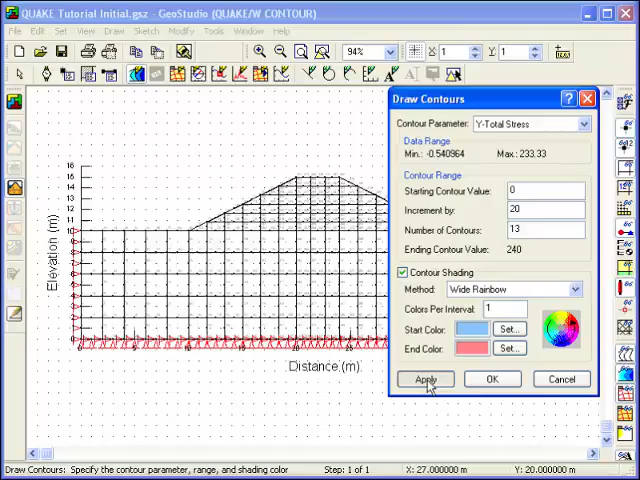 QUAKE Tutorial Initial.gsz - GeoStudio (QUAKE/W CONTOUR)
File Edit Set View Draw Sketch Modify Tools Window Help
94% X: 1 Y: 1
Draw Contours
Contour Parameter: Y-Total Stress
Data Range
Min.: -0.540964 Max.: 233.33
Contour Range
Starting Contour Value: 0
Increment by: 20
Number of Contours: 13
Ending Contour Value: 240
Contour Shading
Method: Wide Rainbow
Colors Per Interval: 1
Start Color: Set...
End Color: Set...
Apply OK Cancel
16
15
14
13
12
11
10
9
8
7
6
5
4
3
2
1
0
Elevation (m)
10 15 20 25
Distance (m)
Draw Contours: Specify the contour parameter, range, and shading color Step: 1 of 1 X: 27.000000 m Y: 20.000000 m